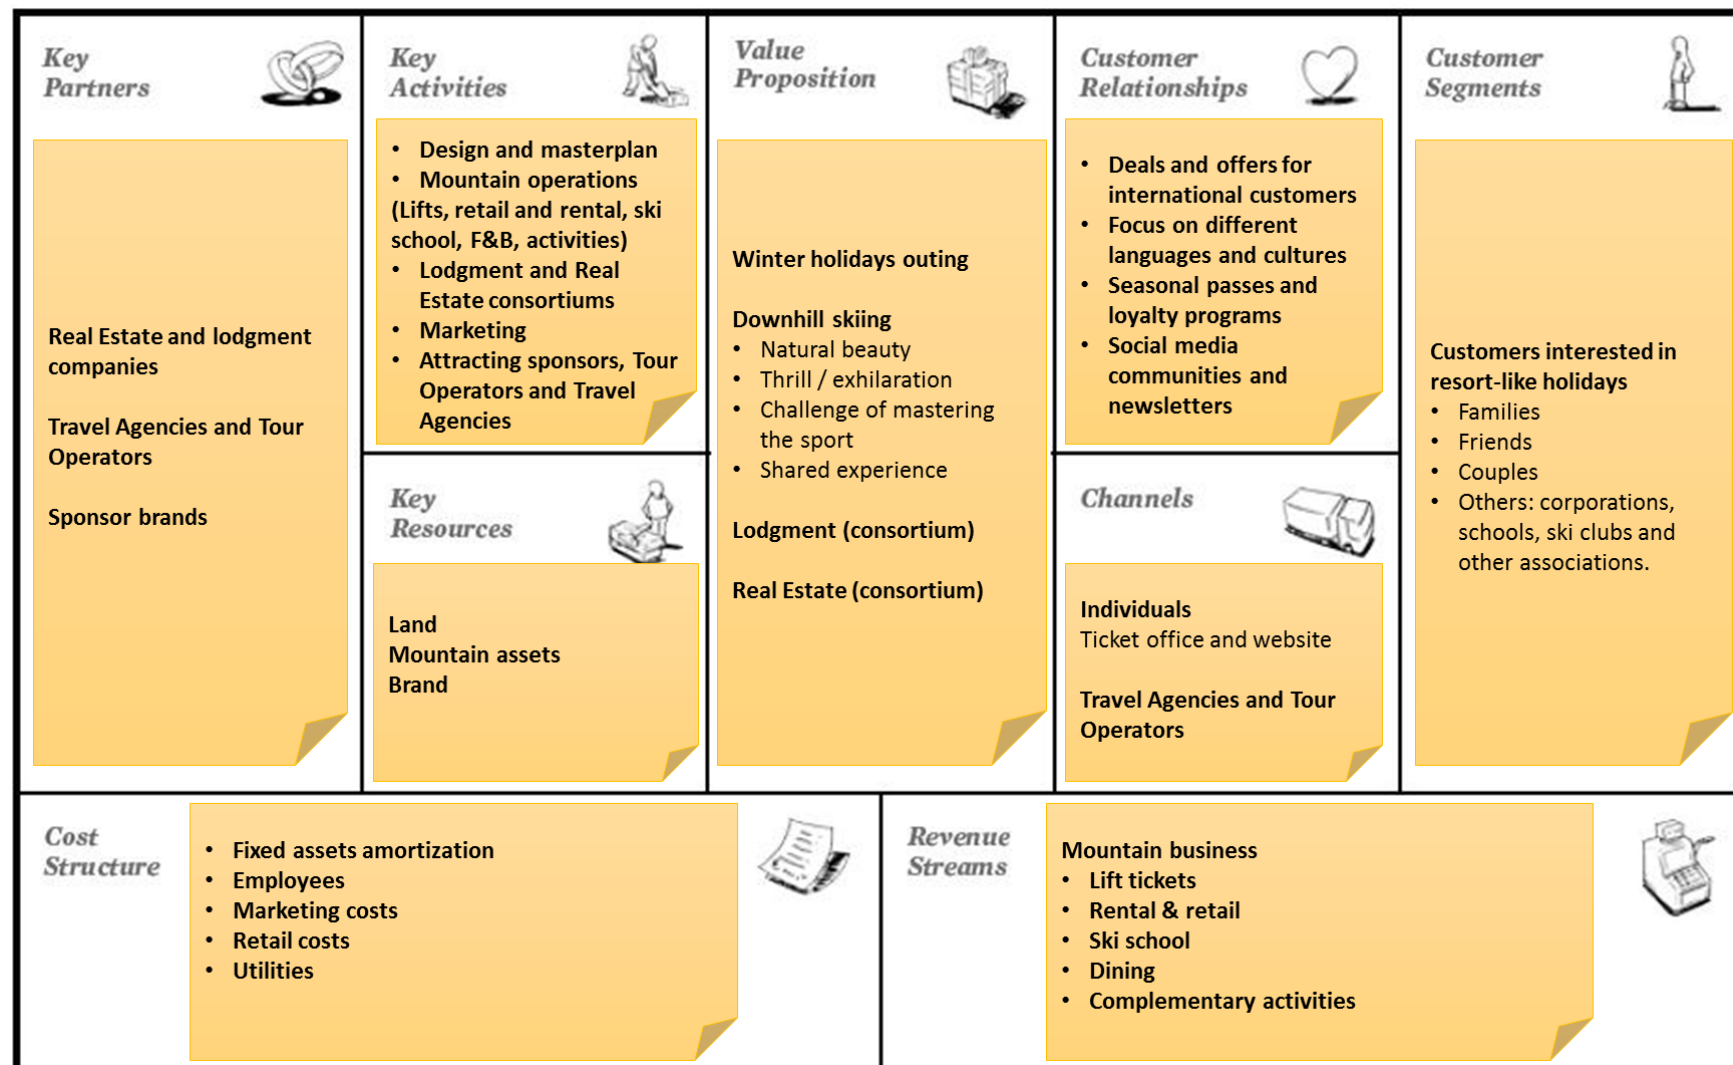 Key
Partners
Real Estate and lodgment
companies
Travel Agencies and Tour
Operators
Sponsor brands
Key
Activities
• Design and masterplan
• Mountain operations
(Lifts, retail and rental, ski
school, F&B, activities)
• Lodgment and Real
Estate consortiums
• Marketing
• Attracting sponsors, Tour
Operators and Travel
Agencies
Key
Resources
Land
Mountain assets
Brand
Value
Proposition
Winter holidays outing
Downhill skiing
• Natural beauty
• Thrill / exhilaration
• Challenge of mastering
the sport
• Shared experience
Lodgment (consortium)
Real Estate (consortium)
Customer
Relationships
• Deals and offers for
international customers
• Focus on different
languages and cultures
• Seasonal passes and
loyalty programs
• Social media
communities and
newsletters
Channels
Individuals
Ticket office and website
Travel Agencies and Tour
Operators
Customer
Segments
Customers interested in
resort-like holidays
• Families
• Friends
• Couples
• Others: corporations,
schools, ski clubs and
other associations.
Cost
Structure
• Fixed assets amortization
• Employees
• Marketing costs
• Retail costs
• Utilities
Revenue
Streams
Mountain business
• Lift tickets
• Rental & retail
• Ski school
• Dining
• Complementary activities